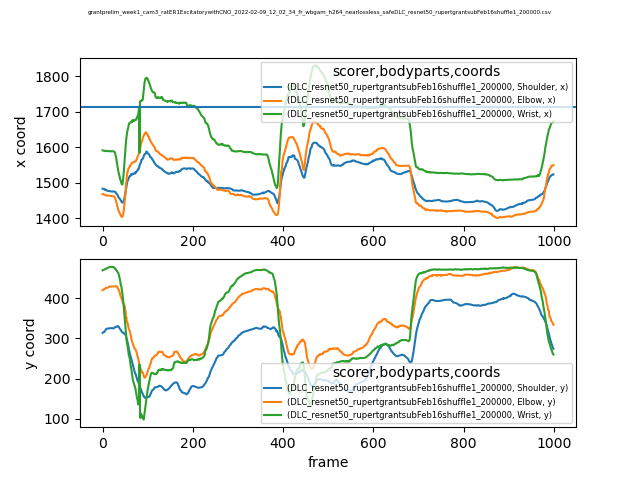 grantprelim_week1_cam3_ratER1ExcitatorywithCNO_2022-02-09_12_02_34_fr_wbgam_h264_nearlossless_safeDLC_resnet50_rupertgrantsubFeb16shuffle1_200000.csv
1800
1700
1600
1500
1400
x coord
scorer,bodyparts,coords
(DLC_resnet50_rupertgrantsubFeb16shuffle1_200000, Shoulder, x)
(DLC_resnet50_rupertgrantsubFeb16shuffle1_200000, Elbow, x)
(DLC_resnet50_rupertgrantsubFeb16shuffle1_200000, Wrist, x)
0 200 400 600 800 1000
400
300
200
100
y coord
scorer,bodyparts,coords
(DLC_resnet50_rupertgrantsubFeb16shuffle1_200000, Shoulder, y)
(DLC_resnet50_rupertgrantsubFeb16shuffle1_200000, Elbow, y)
(DLC_resnet50_rupertgrantsubFeb16shuffle1_200000, Wrist, y)
0 200 400 600 800 1000
frame